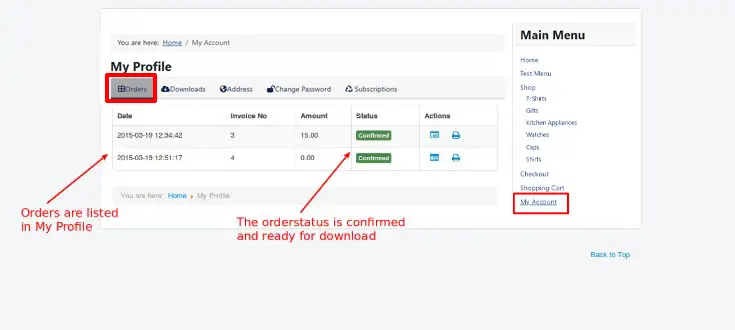 You are here: Home / My Account
My Profile
Orders Downloads Address Change Password Subscriptions
Date Invoice No Amount Status Actions
2015-03-19 12:34:42 3 15.00 Confirmed
2015-03-19 12:51:17 4 0.00 Confirmed
You are here: Home My Profile
Orders are listed
in My Profile
The orderstatus is confirmed
and ready for download
Main Menu
Home
Test Menu
Shop
T-Shirts
Gifts
Kitchen Appliances
Watches
Caps
Shirts
Checkout
Shopping Cart
My Account
Back to Top